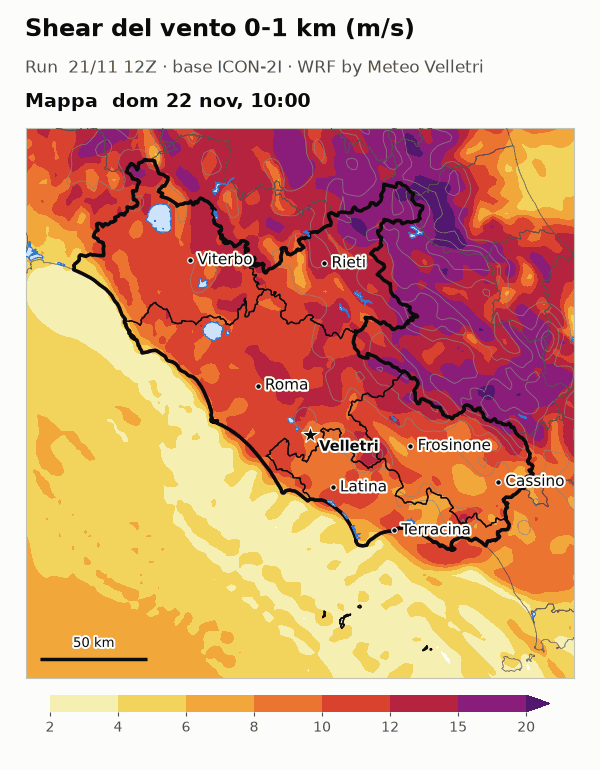 Shear del vento 0-1 km (m/s)
Run  21/11 12Z · base ICON-2I · WRF by Meteo Velletri
Mappa  dom 22 nov, 10:00
Viterbo
Rieti
Roma
Velletri
Frosinone
Latina
Cassino
Terracina
50 km
2 4 6 8 10 12 15 20